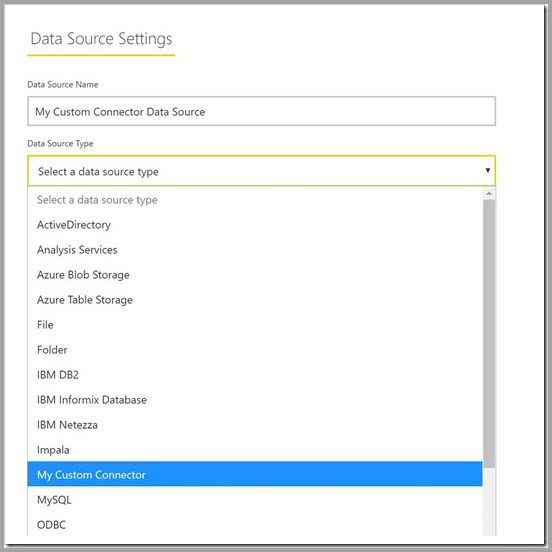 Data Source Settings
Data Source Name
My Custom Connector Data Source
Data Source Type
Select a data source type
Select a data source type
ActiveDirectory
Analysis Services
Azure Blob Storage
Azure Table Storage
File
Folder
IBM DB2
IBM Informix Database
IBM Netezza
Impala
My Custom Connector
MySQL
ODBC